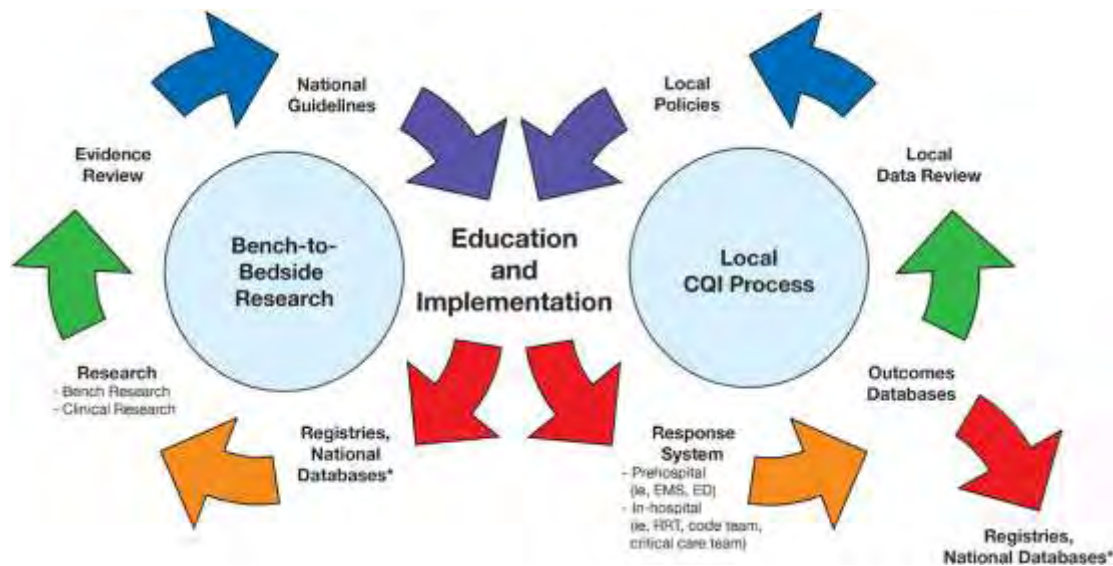 National
Guidelines
Local
Policies
Evidence
Review
Local
Data Review
Bench-to-
Bedside
Research
Education
and
Implementation
Local
CQI Process
Research
- Bench Research
- Clinical Research
Outcomes
Databases
Registries,
National
Databases*
Response
System
- Prehospital
(ie, EMS, ED)
- In-hospital
(ie, RRT, code team,
critical care team)
Registries,
National Databases*